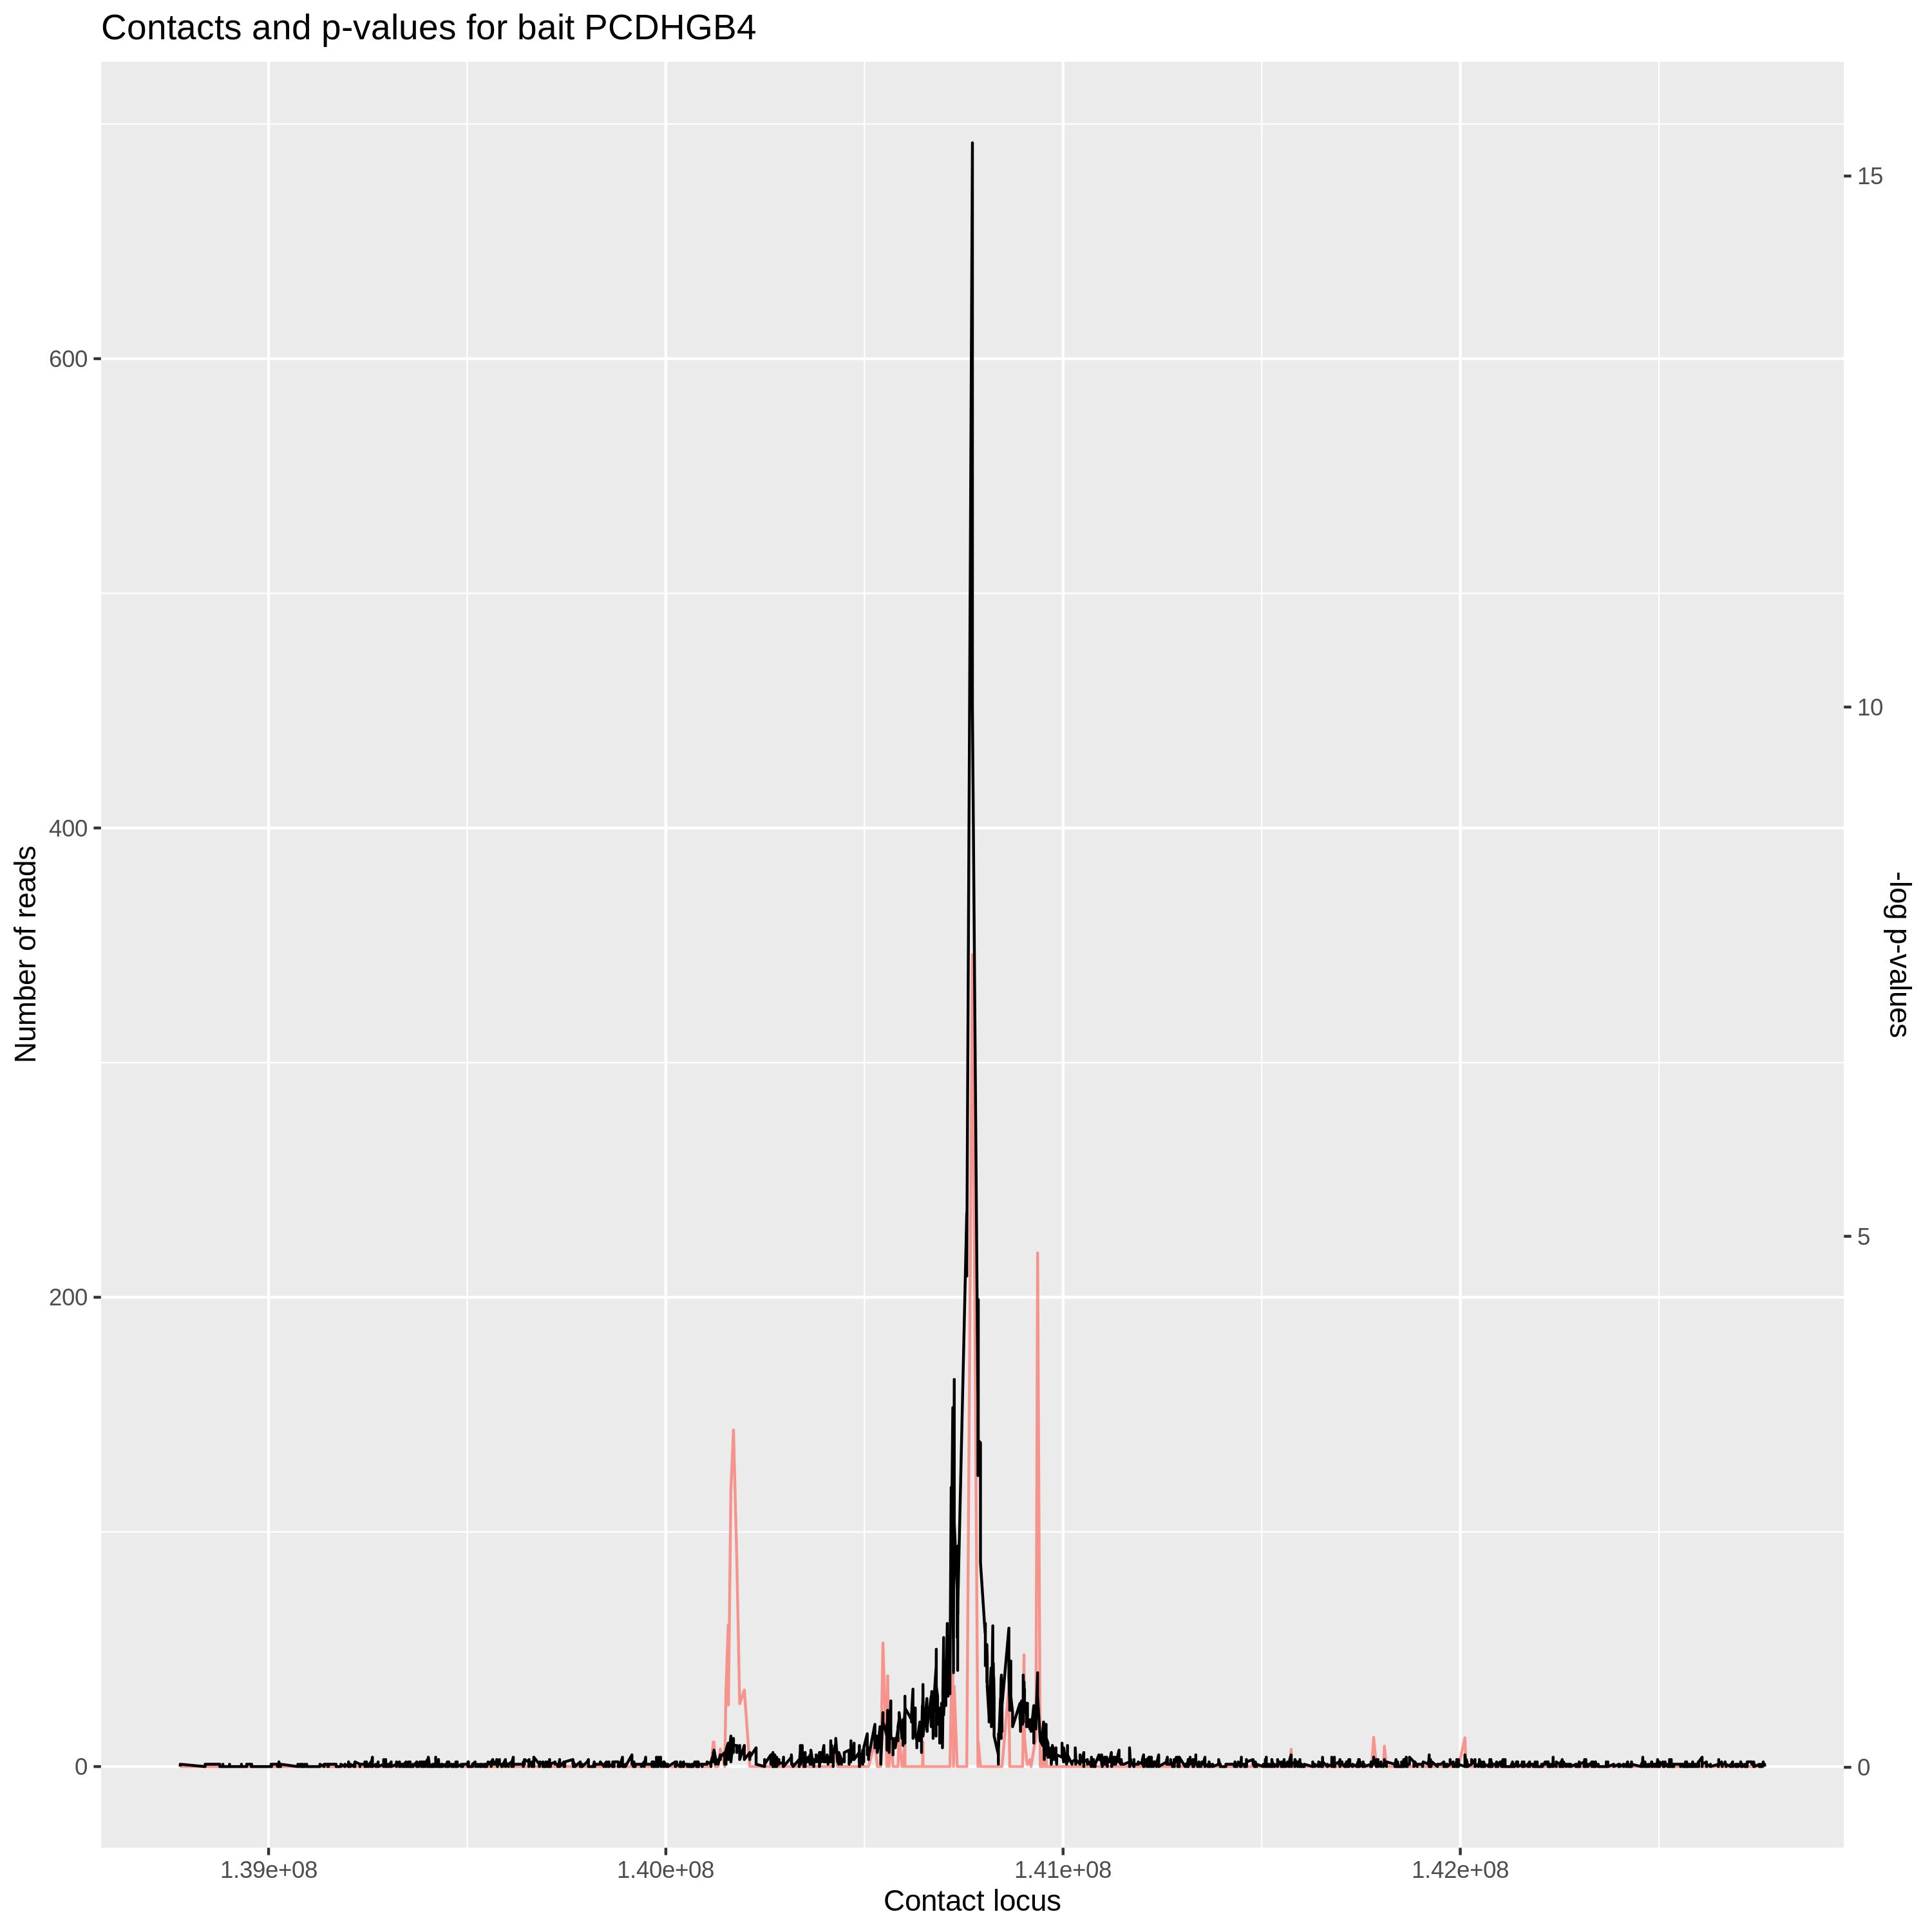 Contacts and p-values for bait PCDHGB4
15
600
10
400
Number of reads
-log p-values
5
200
0
0
1.39e+08
1.40e+08
1.41e+08
1.42e+08
Contact locus